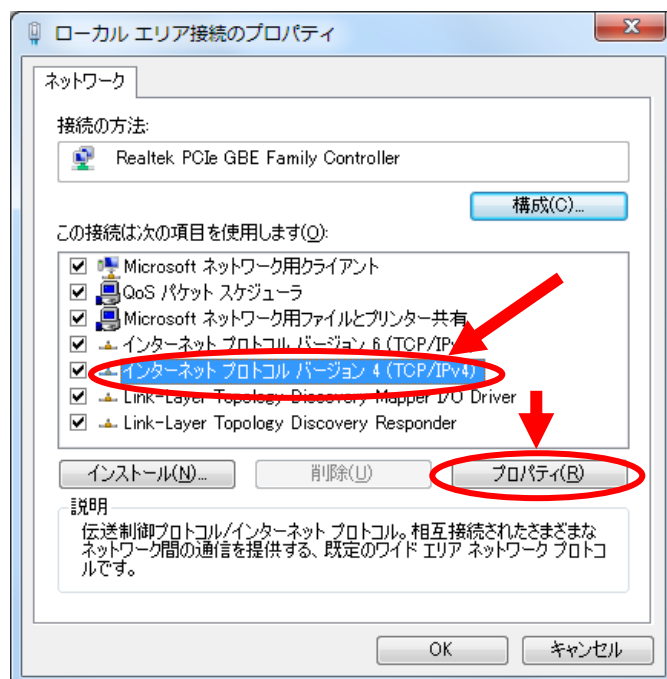 ローカル エリア接続のプロパティ
ネットワーク
接続の方法:
Realtek PCIe GBE Family Controller
構成(C)...
この接続は次の項目を使用します(O):
Microsoft ネットワーク用クライアント
QoS パケット スケジューラ
Microsoft ネットワーク用ファイルとプリンター共有
インターネット プロトコル バージョン 6 (TCP/IPv
インターネット プロトコル バージョン 4 (TCP/IPv4)
Link-Layer Topology Discovery Mapper I/O Driver
Link-Layer Topology Discovery Responder
インストール(N)... 削除(U) プロパティ(R)
説明
伝送制御プロトコル/インターネット プロトコル。相互接続されたさまざまな
ネットワーク間の通信を提供する、既定のワイド エリア ネットワーク プロトコ
ルです。
OK キャンセル